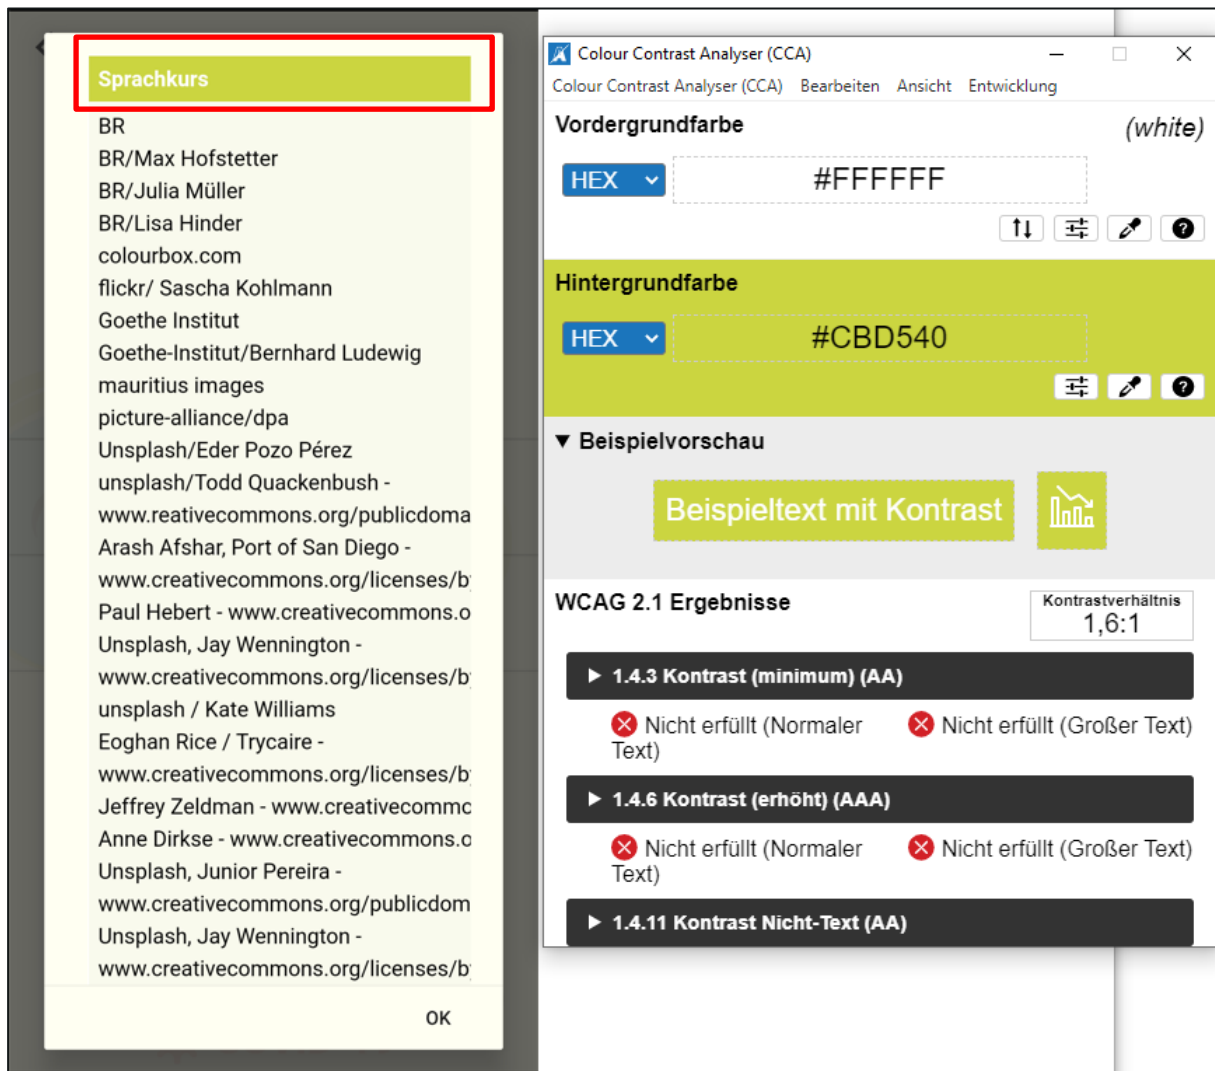 Sprachkurs
BR
BR/Max Hofstetter
BR/Julia Müller
BR/Lisa Hinder
colourbox.com
flickr/ Sascha Kohlmann
Goethe Institut
Goethe-Institut/Bernhard Ludewig
mauritius images
picture-alliance/dpa
Unsplash/Eder Pozo Pérez
unsplash/Todd Quackenbush -
www.reativecommons.org/publicdoma
Arash Afshar, Port of San Diego -
www.creativecommons.org/licenses/b
Paul Hebert - www.creativecommons.o
Unsplash, Jay Wennington -
www.creativecommons.org/licenses/b
unsplash / Kate Williams
Eoghan Rice / Trycaire -
www.creativecommons.org/licenses/b
Jeffrey Zeldman - www.creativecommo
Anne Dirkse - www.creativecommons.o
Unsplash, Junior Pereira -
www.creativecommons.org/publicdom
Unsplash, Jay Wennington -
www.creativecommons.org/licenses/b
OK
Colour Contrast Analyser (CCA)
Colour Contrast Analyser (CCA) Bearbeiten Ansicht Entwicklung
Vordergrundfarbe (white)
HEX #FFFFFF
Hintergrundfarbe
HEX #CBD540
▼ Beispielvorschau
Beispieltext mit Kontrast
WCAG 2.1 Ergebnisse
Kontrastverhältnis
1,6:1
1.4.3 Kontrast (minimum) (AA)
Nicht erfüllt (Normaler Text)
Nicht erfüllt (Großer Text)
1.4.6 Kontrast (erhöht) (AAA)
Nicht erfüllt (Normaler Text)
Nicht erfüllt (Großer Text)
1.4.11 Kontrast Nicht-Text (AA)